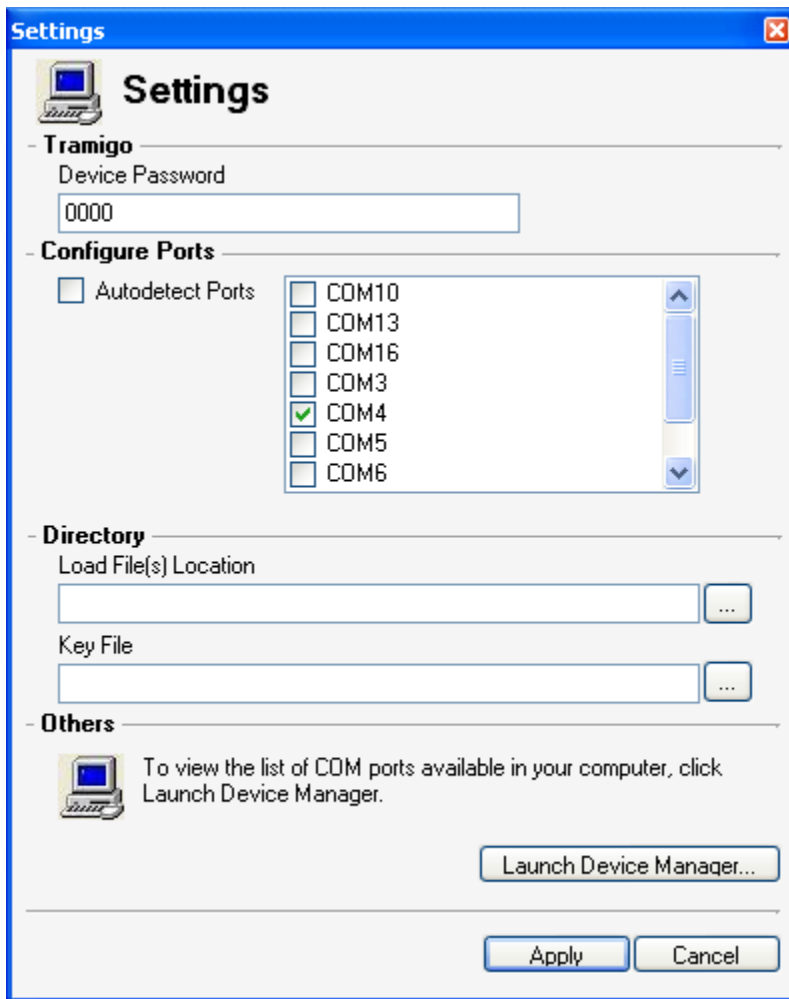 Settings
Settings
Tramigo
Device Password
0000
Configure Ports
Autodetect Ports
COM10
COM13
COM16
COM3
COM4
COM5
COM6
Directory
Load File(s) Location
...
Key File
...
Others
To view the list of COM ports available in your computer, click
Launch Device Manager.
Launch Device Manager...
Apply
Cancel